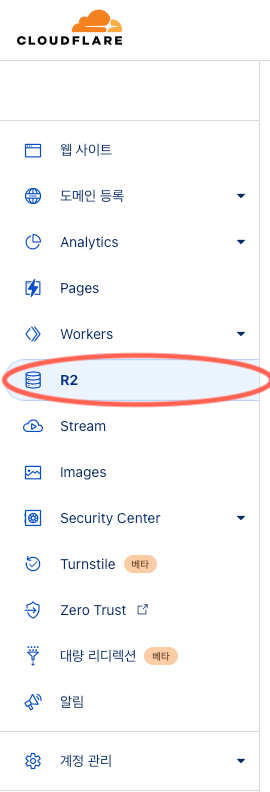 CLOUDFLARE
웹 사이트
도메인 등록
Analytics
Pages
Workers
R2
Stream
Images
Security Center
Turnstile 베타
Zero Trust
대량 리디렉션 베타
알림
계정 관리